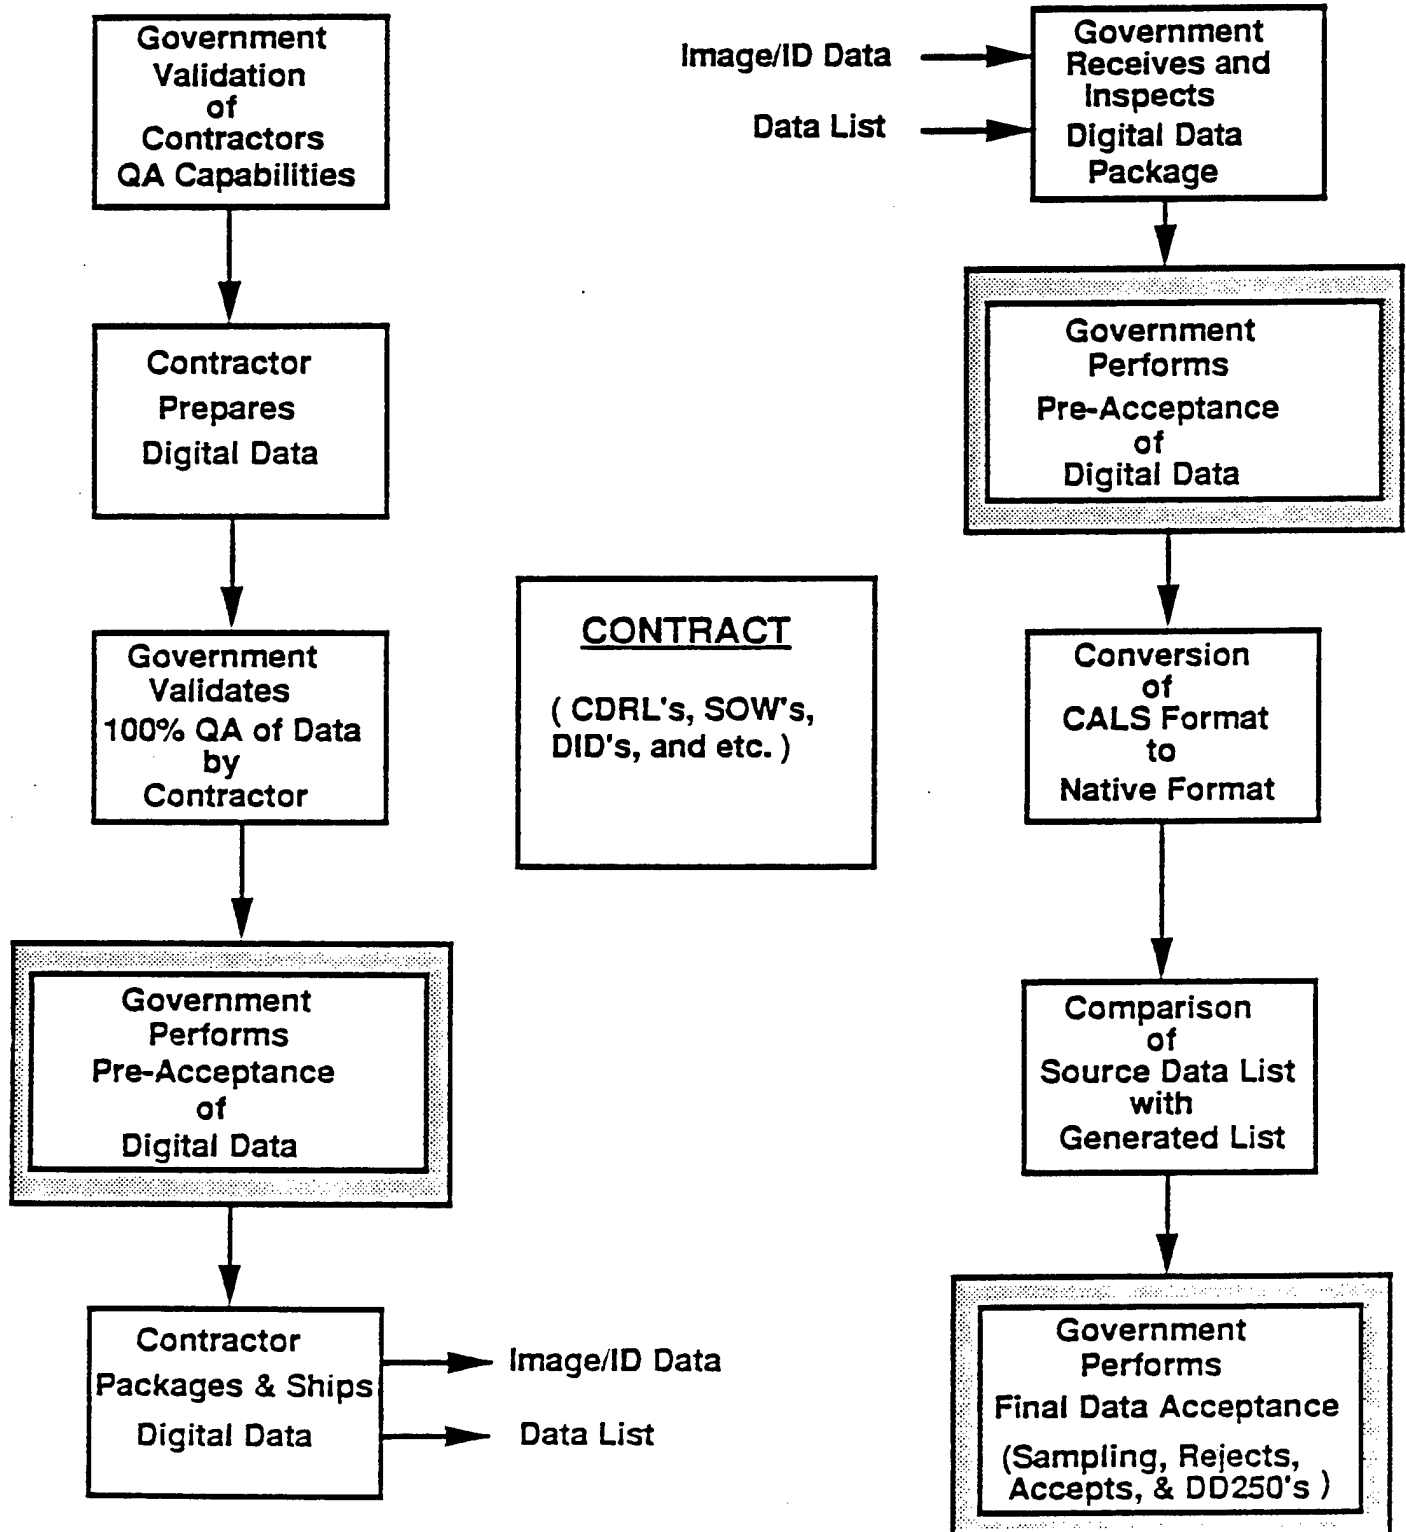 Government
Validation
of
Contractors
QA Capabilities
Contractor
Prepares
Digital Data
Government
Validates
100% QA of Data
by
Contractor
Government
Performs
Pre-Acceptance
of
Digital Data
Contractor
Packages & Ships
Digital Data
Image/ID Data
Data List
CONTRACT
( CDRL's, SOW's,
DID's, and etc. )
Image/ID Data
Data List
Government
Receives and
Inspects
Digital Data
Package
Government
Performs
Pre-Acceptance
of
Digital Data
Conversion
of
CALS Format
to
Native Format
Comparison
of
Source Data List
with
Generated List
Government
Performs
Final Data Acceptance
(Sampling, Rejects,
Accepts, & DD250's )